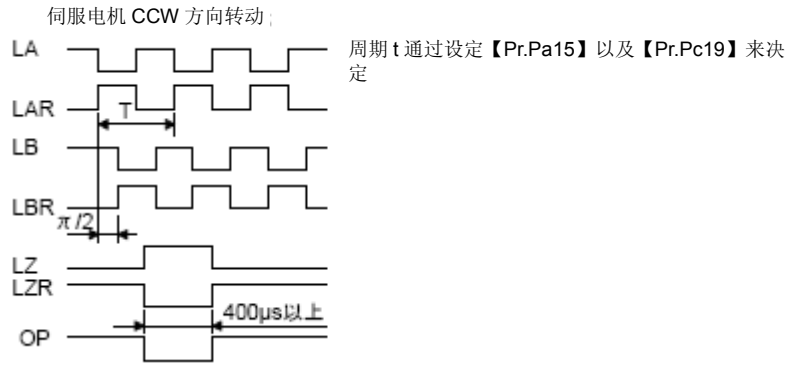 伺服电机 CCW 方向转动;
周期 t 通过设定【Pr.Pa15】以及【Pr.Pc19】来决
定
LA
LAR
T
LB
LBR
π/2
LZ
LZR
400μs以上
OP